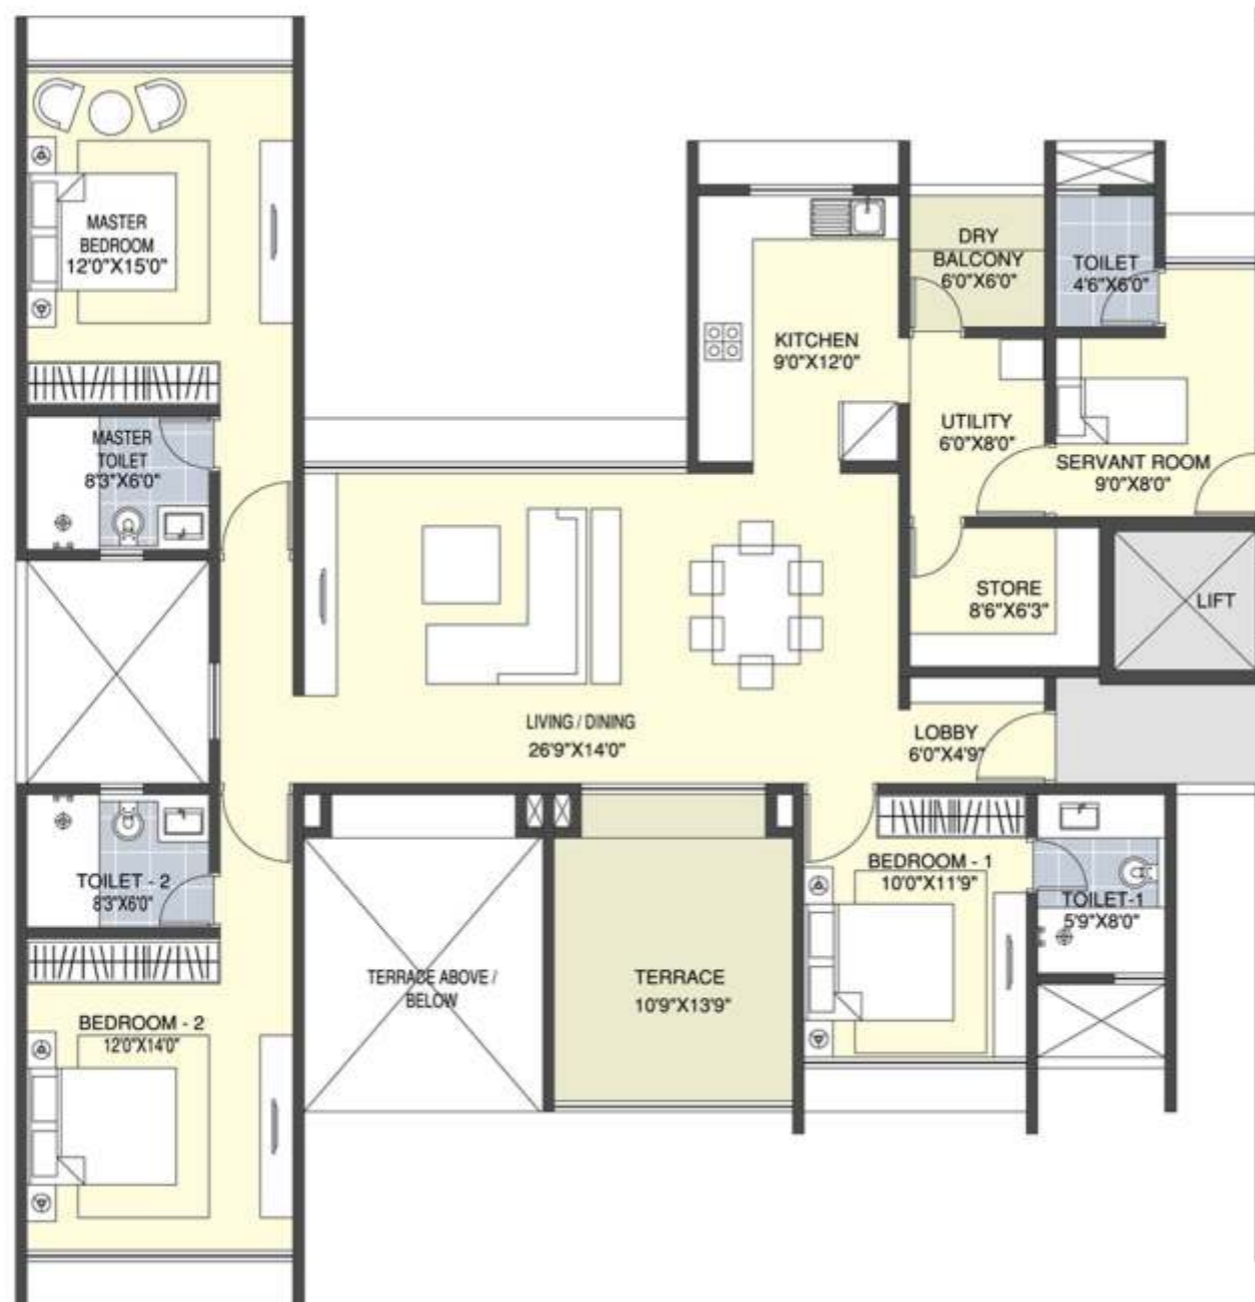 MASTER
BEDROOM
12'0"X15'0"
DRY
BALCONY
6'0"X6'0"
TOILET
4'6"X6'0"
KITCHEN
9'0"X12'0"
MASTER
TOILET
8'3"X6'0"
UTILITY
6'0"X8'0"
SERVANT ROOM
9'0"X8'0"
STORE
8'6"X6'3"
LIFT
LIVING / DINING
26'9"X14'0"
LOBBY
6'0"X4'9"
TOILET - 2
8'3"X6'0"
BEDROOM - 1
10'0"X11'9"
TOILET-1
5'9"X8'0"
TERRACE ABOVE /
BELOW
TERRACE
10'9"X13'9"
BEDROOM - 2
12'0"X14'0"